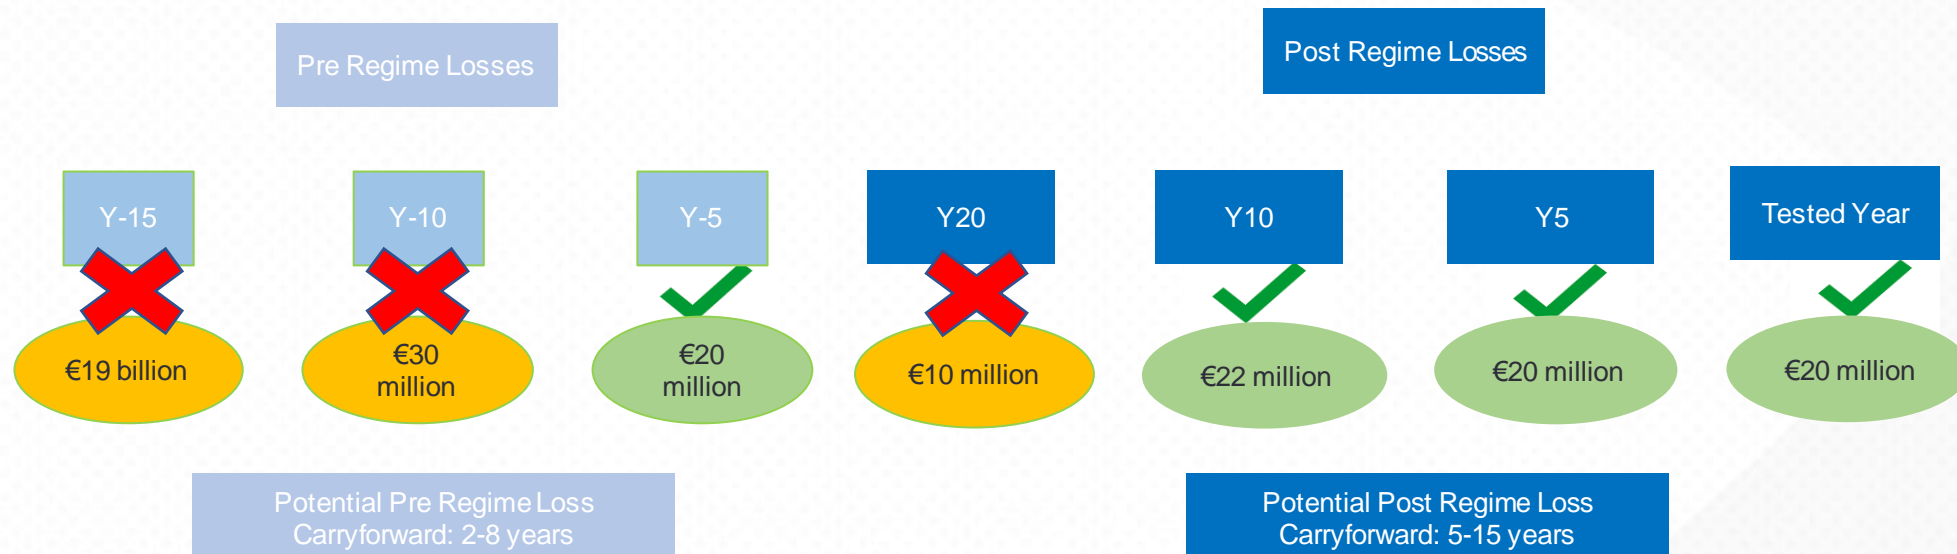 Pre Regime Losses
Post Regime Losses
Y-15
Y-10
Y-5
Y20
Y10
Y5
Tested Year
€19 billion
€30
million
€20
million
€10 million
€22 million
€20 million
€20 million
Potential Pre Regime Loss
Carryforward: 2-8 years
Potential Post Regime Loss
Carryforward: 5-15 years